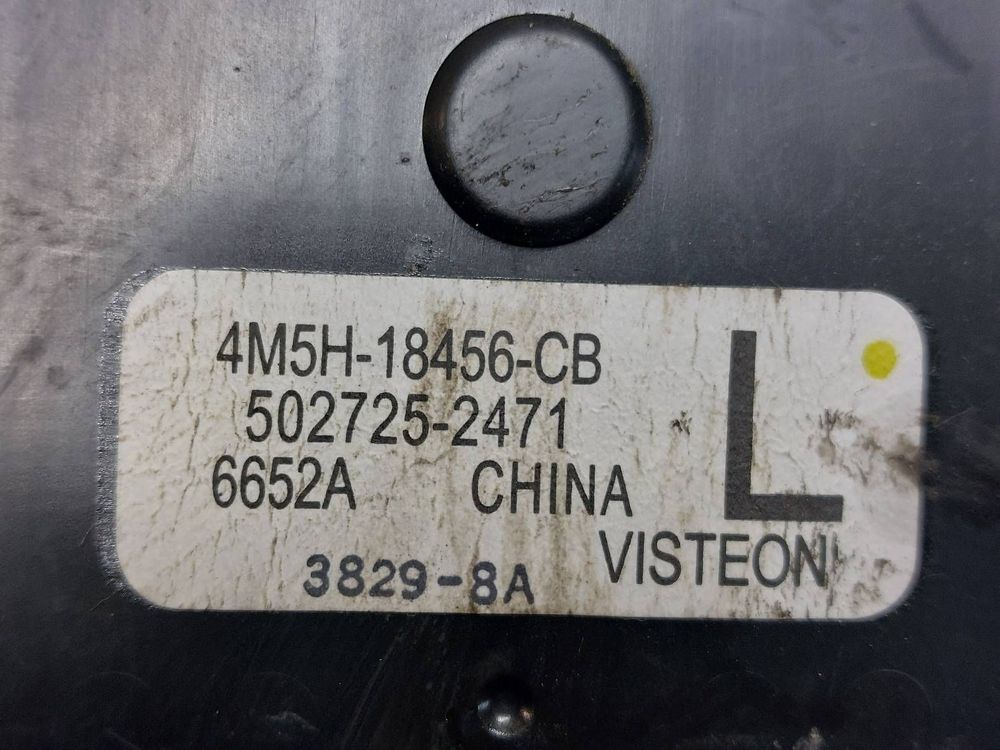 4M5H-18456-CB
502725-2471
6652A CHINA
L
VISTEON
3829-8A